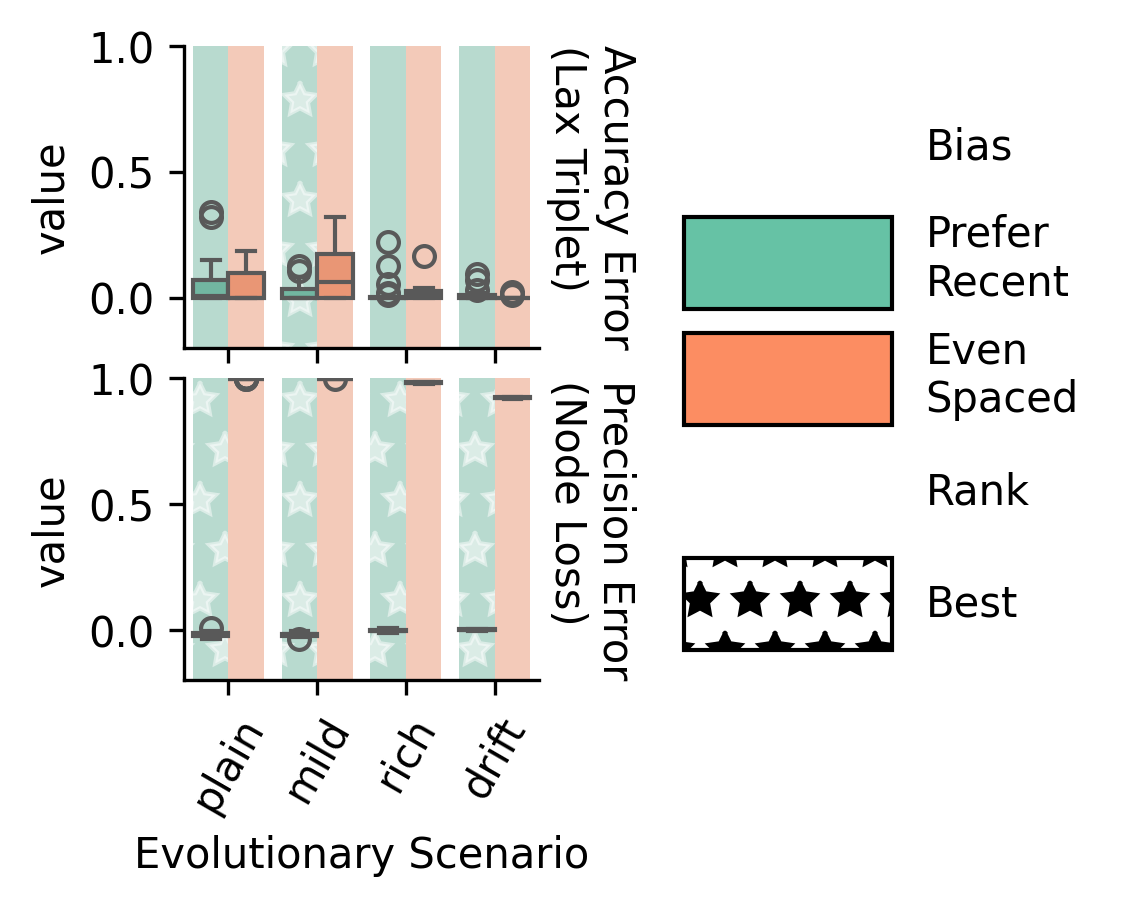 1.0
0.5
0.0
value
Accuracy Error
(Lax Triplet)
1.0
0.5
0.0
value
Precision Error
(Node Loss)
plain
mild
rich
drift
Evolutionary Scenario
Bias
Prefer
Recent
Even
Spaced
Rank
Best